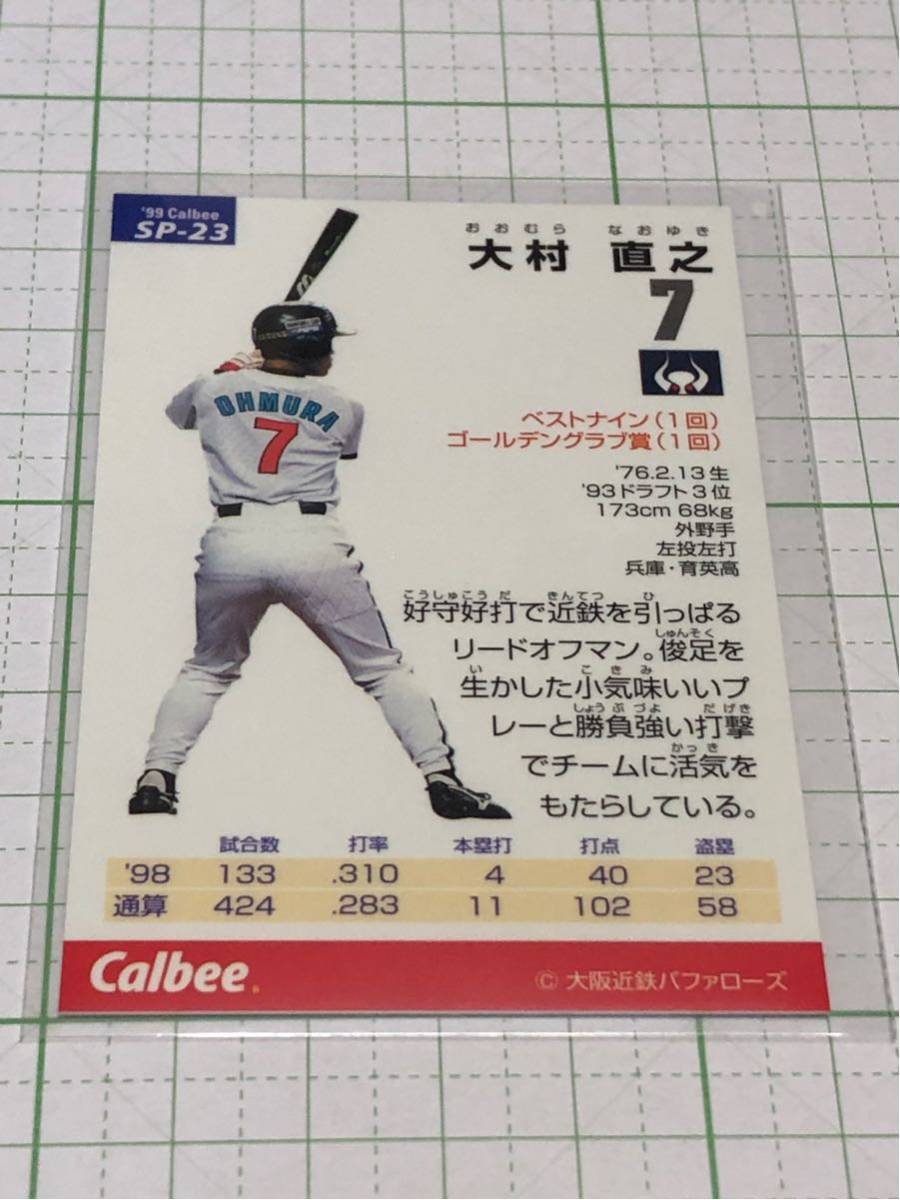 '99 Calbee
SP-23
おおむら なおゆき
大村 直之
7
OHMURA
7
ベストナイン(1回)
ゴールデングラブ賞(1回)
'76.2.13生
'93ドラフト3位
173cm 68kg
外野手
左投左打
兵庫・育英高
こうしゅこうだ きんてつ ひ
好守好打で近鉄を引っぱる
しゅんそく
リードオフマン。俊足を
い こきみ
生かした小気味いいプ
しょうぶづよ だげき
レーと勝負強い打撃
かっき
でチームに活気を
もたらしている。
試合数 打率 本塁打 打点 盗塁
'98 133 .310 4 40 23
通算 424 .283 11 102 58
Calbee
© 大阪近鉄バファローズ